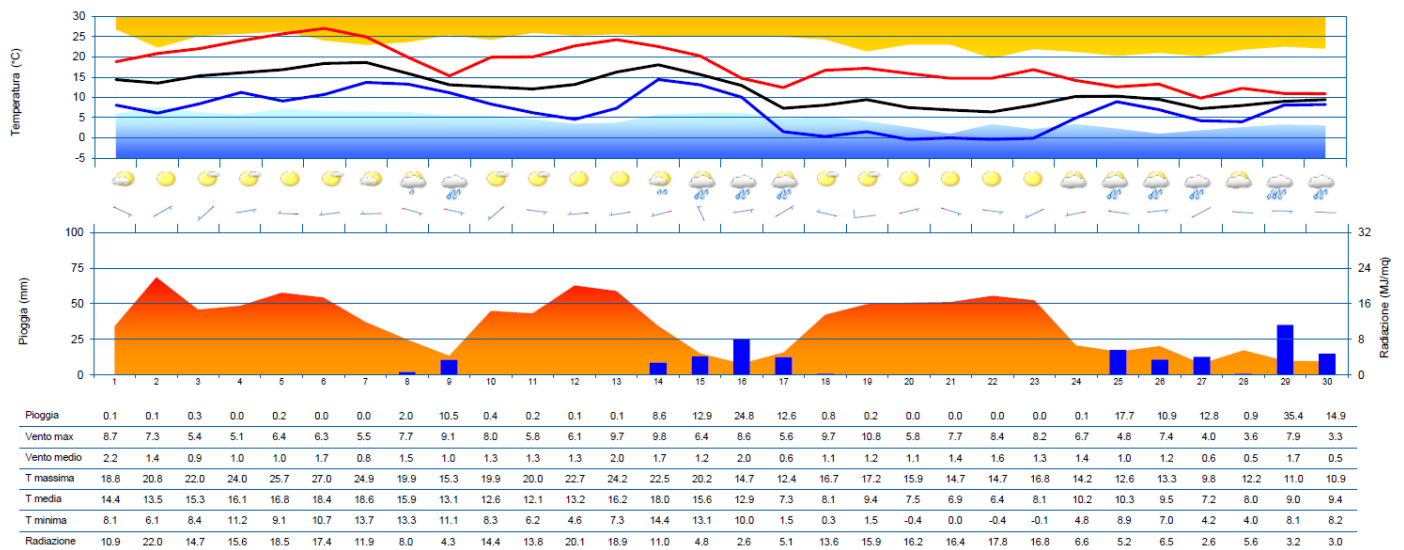 Temperatura (°C)
30
25
20
15
10
5
0
-5
Pioggia (mm)
100
75
50
25
0
Radiazione (MJ/mq)
32
24
16
8
0
1 2 3 4 5 6 7 8 9 10 11 12 13 14 15 16 17 18 19 20 21 22 23 24 25 26 27 28 29 30
Pioggia 0.1 0.1 0.3 0.0 0.2 0.0 0.0 2.0 10.5 0.4 0.2 0.1 0.1 8.6 12.9 24.8 12.6 0.8 0.2 0.0 0.0 0.0 0.0 0.1 17.7 10.9 12.8 0.9 35.4 14.9
Vento max 8.7 7.3 5.4 5.1 6.4 6.3 5.5 7.7 9.1 8.0 5.8 6.1 9.7 9.8 6.4 8.6 5.6 9.7 10.8 5.8 7.7 8.4 8.2 6.7 4.8 7.4 4.0 3.6 7.9 3.3
Vento medio 2.2 1.4 0.9 1.0 1.0 1.7 0.8 1.5 1.0 1.3 1.3 1.3 2.0 1.7 1.2 2.0 0.6 1.1 1.2 1.1 1.4 1.6 1.3 1.4 1.0 1.2 0.6 0.5 1.7 0.5
T massima 18.8 20.8 22.0 24.0 25.7 27.0 24.9 19.9 15.3 19.9 20.0 22.7 24.2 22.5 20.2 14.7 12.4 16.7 17.2 15.9 14.7 14.7 16.8 14.2 12.6 13.3 9.8 12.2 11.0 10.9
T media 14.4 13.5 15.3 16.1 16.8 18.4 18.6 15.9 13.1 12.6 12.1 13.2 16.2 18.0 15.6 12.9 7.3 8.1 9.4 7.5 6.9 6.4 8.1 10.2 10.3 9.5 7.2 8.0 9.0 9.4
T minima 8.1 6.1 8.4 11.2 9.1 10.7 13.7 13.3 11.1 8.3 6.2 4.6 7.3 14.4 13.1 10.0 1.5 0.3 1.5 -0.4 0.0 -0.4 -0.1 4.8 8.9 7.0 4.2 4.0 8.1 8.2
Radiazione 10.9 22.0 14.7 15.6 18.5 17.4 11.9 8.0 4.3 14.4 13.8 20.1 18.9 11.0 4.8 2.6 5.1 13.6 15.9 16.2 16.4 17.8 16.8 6.6 5.2 6.5 2.6 5.6 3.2 3.0